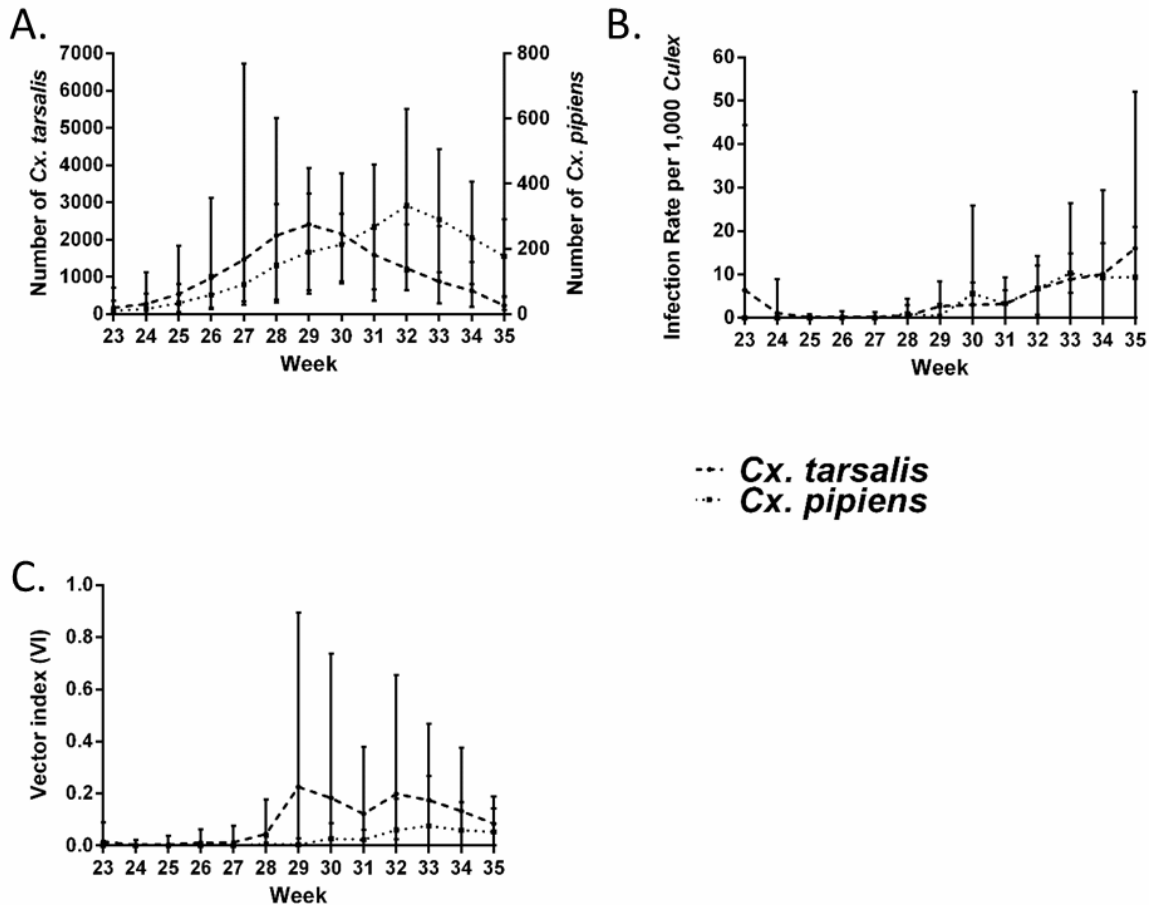 A.
Number of Cx. tarsalis
7000
6000
5000
4000
3000
2000
1000
0
800
600
400
200
0
Number of Cx. pipiens
23 24 25 26 27 28 29 30 31 32 33 34 35
Week
B.
Infection Rate per 1,000 Culex
60
50
40
30
20
10
0
23 24 25 26 27 28 29 30 31 32 33 34 35
Week
Cx. tarsalis
Cx. pipiens
C.
Vector index (VI)
1.0
0.8
0.6
0.4
0.2
0.0
23 24 25 26 27 28 29 30 31 32 33 34 35
Week